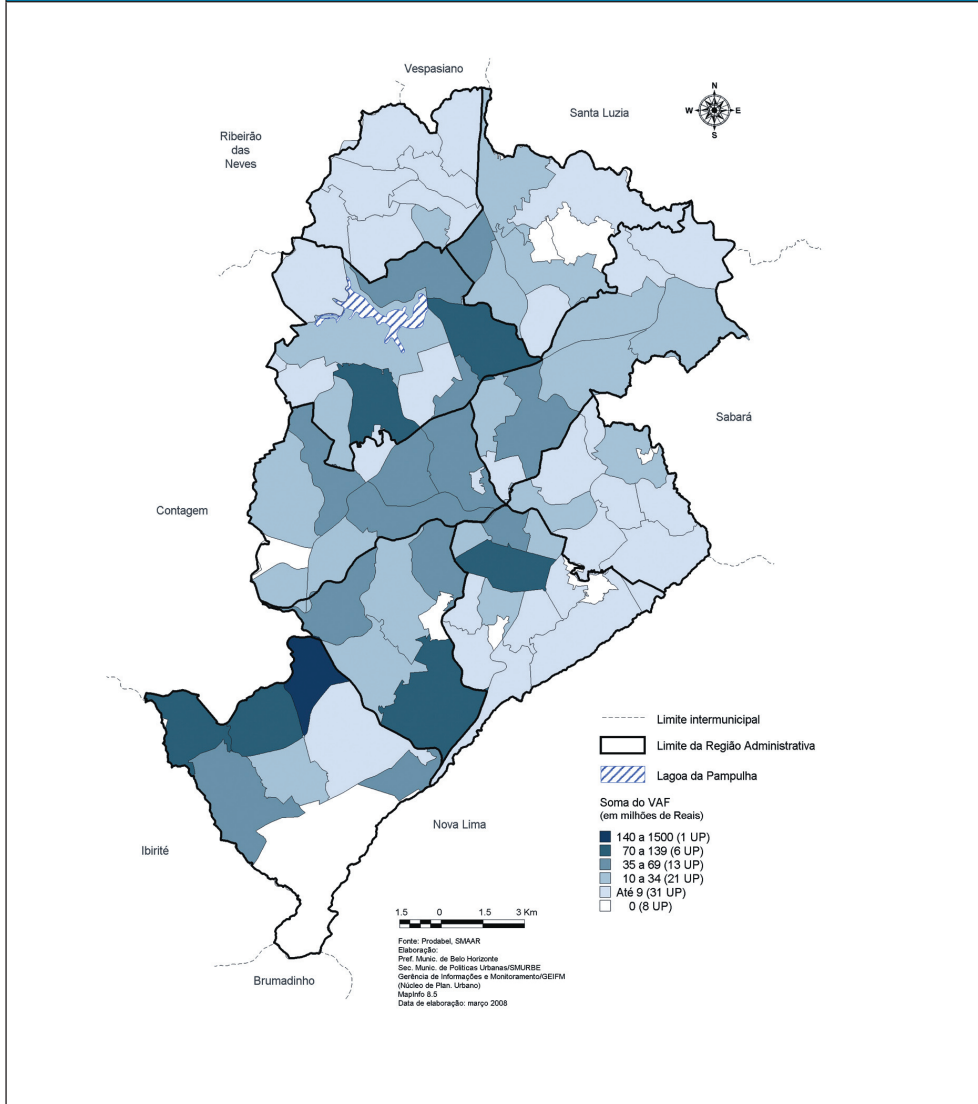 Vespasiano
Santa Luzia
N
W E
S
Ribeirão
das
Neves
Sabará
Contagem
Limite intermunicipal
Limite da Região Administrativa
Lagoa da Pampulha
Soma do VAF
(em milhões de Reais)
140 a 1500 (1 UP)
70 a 139 (6 UP)
35 a 69 (13 UP)
10 a 34 (21 UP)
Até 9 (31 UP)
0 (8 UP)
Nova Lima
Ibirité
1.5 0 1.5 3 Km
Fonte: Prodabel, SMAAR
Elaboração:
Pref. Munic. de Belo Horizonte
Sec. Munic. de Políticas Urbanas/SMURBE
Gerência de Informações e Monitoramento/GEIFM
(Núcleo de Plan. Urbano)
MapInfo 8.5
Data de elaboração: março 2008
Brumadinho